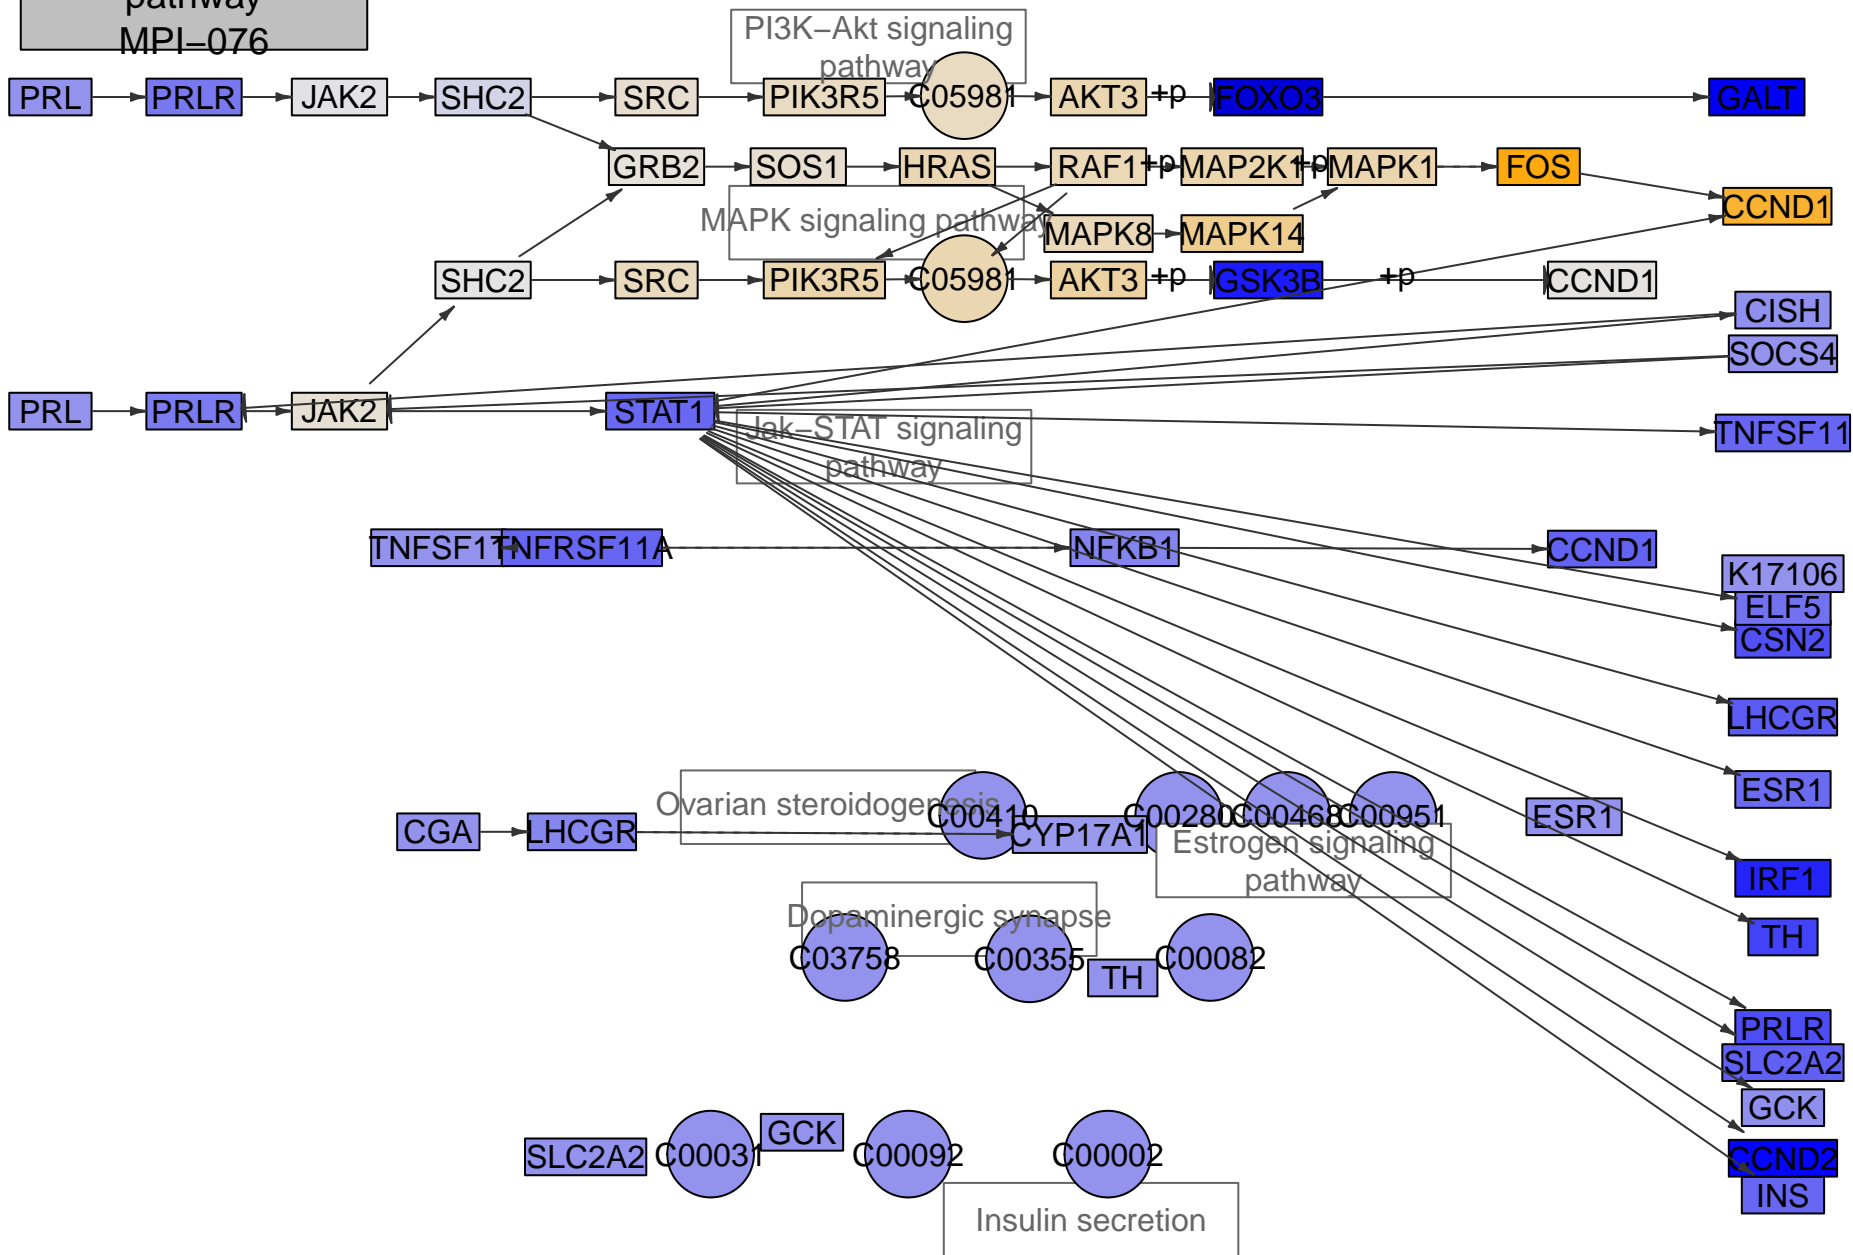 pathway
MPI−076
PI3K−Akt signaling
pathway
PRL
PRLR
JAK2
SHC2
SRC
PIK3R5
C05981
AKT3
+p
FOXO3
GALT
GRB2
SOS1
HRAS
RAF1
+p
MAP2K1
+p
MAPK1
FOS
CCND1
MAPK signaling pathway
MAPK8
MAPK14
SHC2
SRC
PIK3R5
C05981
AKT3
+p
GSK3B
+p
CCND1
CISH
SOCS4
PRL
PRLR
JAK2
STAT1
Jak−STAT signaling
pathway
TNFSF11
TNFSF11
TNFRSF11A
NFKB1
CCND1
K17106
ELF5
CSN2
LHCGR
ESR1
Ovarian steroidogenesis
C00410
C00280
C00468
C00951
ESR1
CGA
LHCGR
CYP17A1
Estrogen signaling
pathway
IRF1
Dopaminergic synapse
TH
C03758
C00355
TH
C00082
PRLR
SLC2A2
GCK
SLC2A2
C00031
GCK
C00092
C00002
CCND2
INS
Insulin secretion